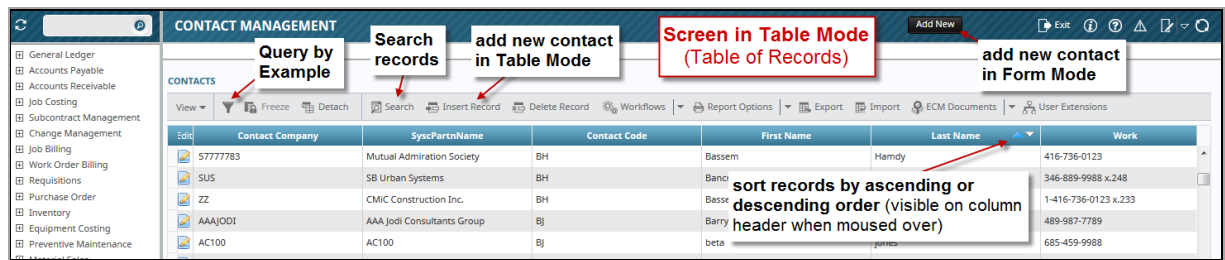 CONTACT MANAGEMENT
Add New
Exit
Screen in Table Mode
(Table of Records)
Query by
Example
Search
records
add new contact
in Table Mode
add new contact
in Form Mode
General Ledger
Accounts Payable
Accounts Receivable
Job Costing
Subcontract Management
Change Management
Job Billing
Work Order Billing
Requisitions
Purchase Order
Inventory
Equipment Costing
Preventive Maintenance
Material Sales
CONTACTS
View Freeze Detach Search Insert Record Delete Record Workflows Report Options Export Import ECM Documents User Extensions
Edit Contact Company SyscPartnName Contact Code First Name Last Name Work
57777783 Mutual Admiration Society BH Bassem Hamdy 416-736-0123
SUS SB Urban Systems BH Banc 346-889-9988 x.248
ZZ CMiC Construction Inc. BH Basse 1-416-736-0123 x.233
AAAJODI AAA Jodi Consultants Group BJ Barry 489-987-7789
AC100 AC100 BJ beta Jones 685-459-9988
sort records by ascending or
descending order (visible on column
header when moused over)